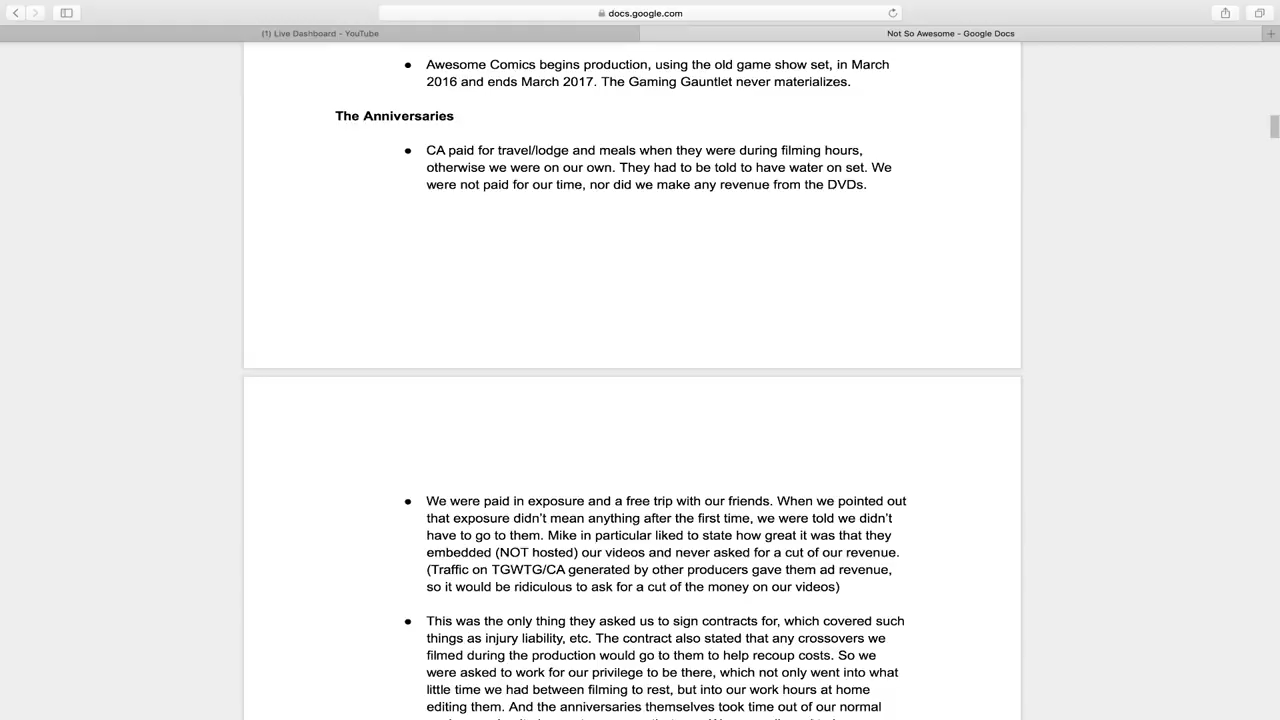 docs.google.com
(1) Live Dashboard - YouTube
Not So Awesome - Google Docs
● Awesome Comics begins production, using the old game show set, in March
2016 and ends March 2017. The Gaming Gauntlet never materializes.
The Anniversaries
● CA paid for travel/lodge and meals when they were during filming hours,
otherwise we were on our own. They had to be told to have water on set. We
were not paid for our time, nor did we make any revenue from the DVDs.
● We were paid in exposure and a free trip with our friends. When we pointed out
that exposure didn't mean anything after the first time, we were told we didn't
have to go to them. Mike in particular liked to state how great it was that they
embedded (NOT hosted) our videos and never asked for a cut of our revenue.
(Traffic on TGWTG/CA generated by other producers gave them ad revenue,
so it would be ridiculous to ask for a cut of the money on our videos)
● This was the only thing they asked us to sign contracts for, which covered such
things as injury liability, etc. The contract also stated that any crossovers we
filmed during the production would go to them to help recoup costs. So we
were asked to work for our privilege to be there, which not only went into what
little time we had between filming to rest, but into our work hours at home
editing them. And the anniversaries themselves took time out of our normal